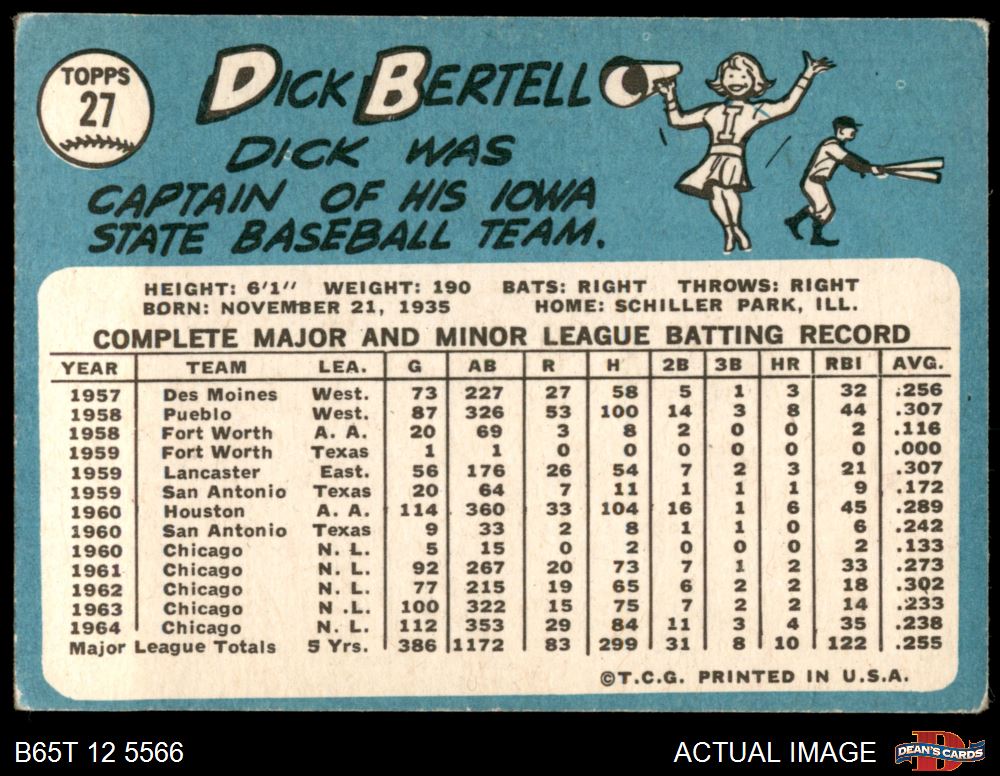 TOPPS
27
DICK BERTELL
DICK WAS
CAPTAIN OF HIS IOWA
STATE BASEBALL TEAM.
I
HEIGHT: 6'1" WEIGHT: 190 BATS: RIGHT THROWS: RIGHT
BORN: NOVEMBER 21, 1935 HOME: SCHILLER PARK, ILL.
COMPLETE MAJOR AND MINOR LEAGUE BATTING RECORD
YEAR TEAM LEA. G AB R H 2B 3B HR RBI AVG.
1957 Des Moines West. 73 227 27 58 5 1 3 32 .256
1958 Pueblo West. 87 326 53 100 14 3 8 44 .307
1958 Fort Worth A. A. 20 69 3 8 2 0 0 2 .116
1959 Fort Worth Texas 1 1 0 0 0 0 0 0 .000
1959 Lancaster East. 56 176 26 54 7 2 3 21 .307
1959 San Antonio Texas 20 64 7 11 1 1 1 9 .172
1960 Houston A. A. 114 360 33 104 16 1 6 45 .289
1960 San Antonio Texas 9 33 2 8 1 1 0 6 .242
1960 Chicago N. L. 5 15 0 2 0 0 0 2 .133
1961 Chicago N. L. 92 267 20 73 7 1 2 33 .273
1962 Chicago N. L. 77 215 19 65 6 2 2 18 .302
1963 Chicago N .L. 100 322 15 75 7 2 2 14 .233
1964 Chicago N. L. 112 353 29 84 11 3 4 35 .238
Major League Totals 5 Yrs. 386 1172 83 299 31 8 10 122 .255
©T.C.G. PRINTED IN U.S.A.
B65T 12 5566
ACTUAL IMAGE
D
DEAN'S CARDS